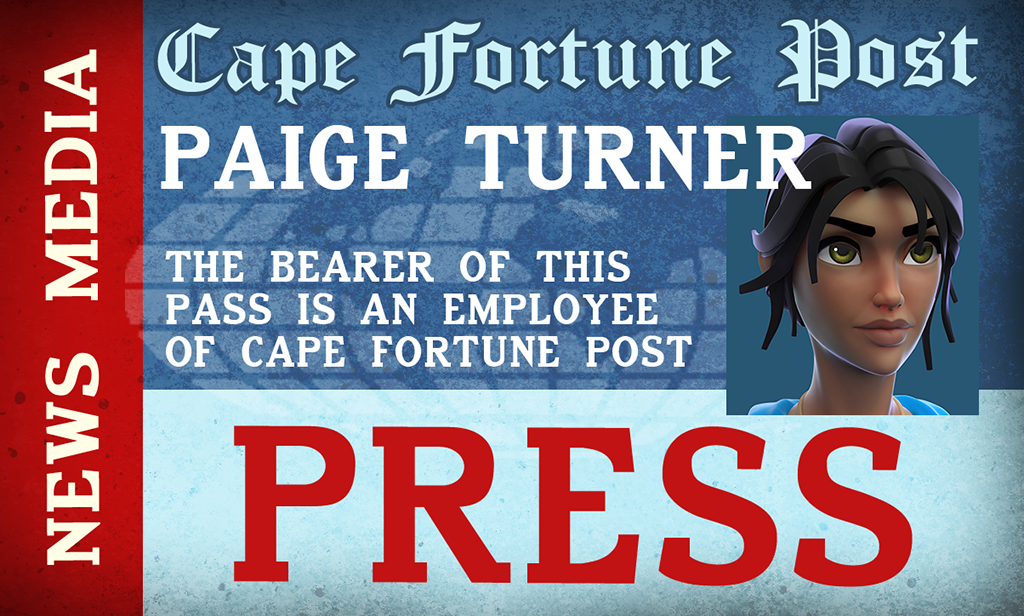 NEWS MEDIA
Cape Fortune Post
PAIGE TURNER
THE BEARER OF THIS
PASS IS AN EMPLOYEE
OF CAPE FORTUNE POST
PRESS